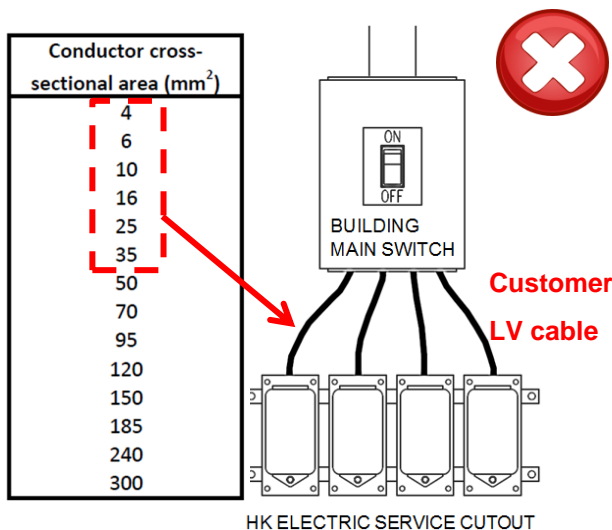 Conductor cross-
sectional area (mm²)
4
6
10
16
25
35
50
70
95
120
150
185
240
300
ON
OFF
BUILDING
MAIN SWITCH
Customer
LV cable
HK ELECTRIC SERVICE CUTOUT